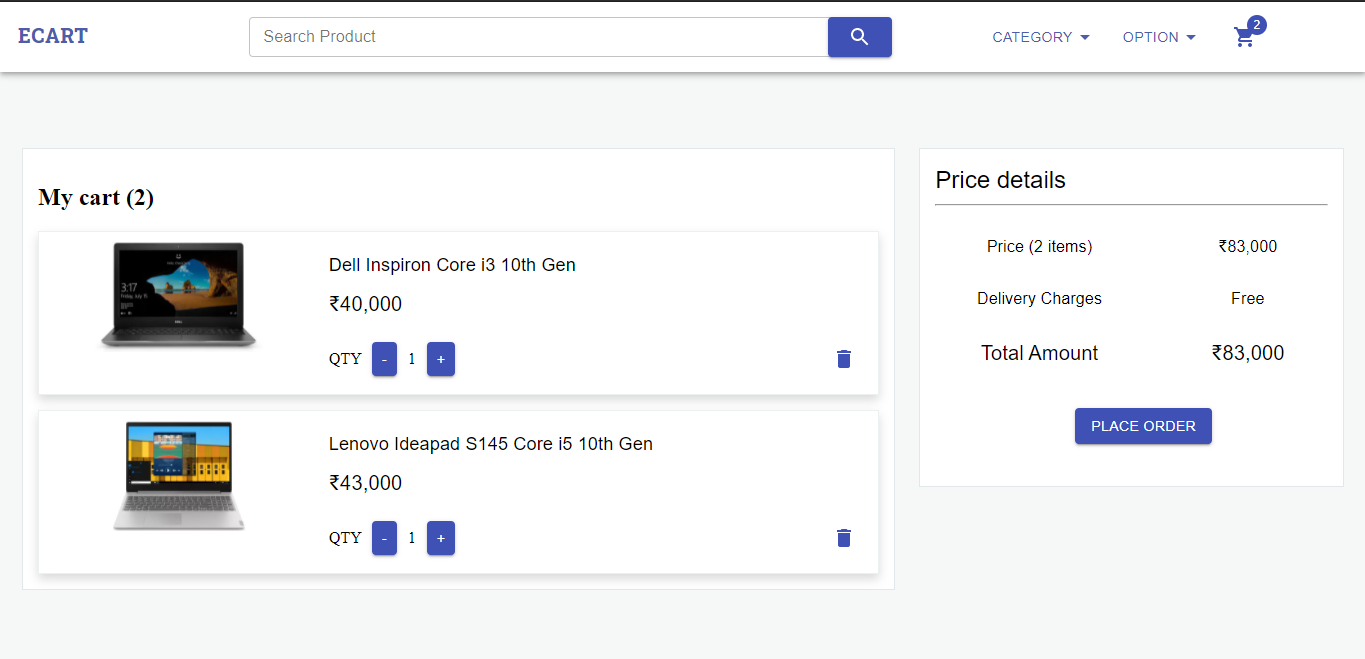 ECART
Search Product
CATEGORY
OPTION
2
My cart (2)
3:17
Dell Inspiron Core i3 10th Gen
₹40,000
QTY - 1 +
Lenovo Ideapad S145 Core i5 10th Gen
₹43,000
QTY - 1 +
Price details
Price (2 items) ₹83,000
Delivery Charges Free
Total Amount ₹83,000
PLACE ORDER